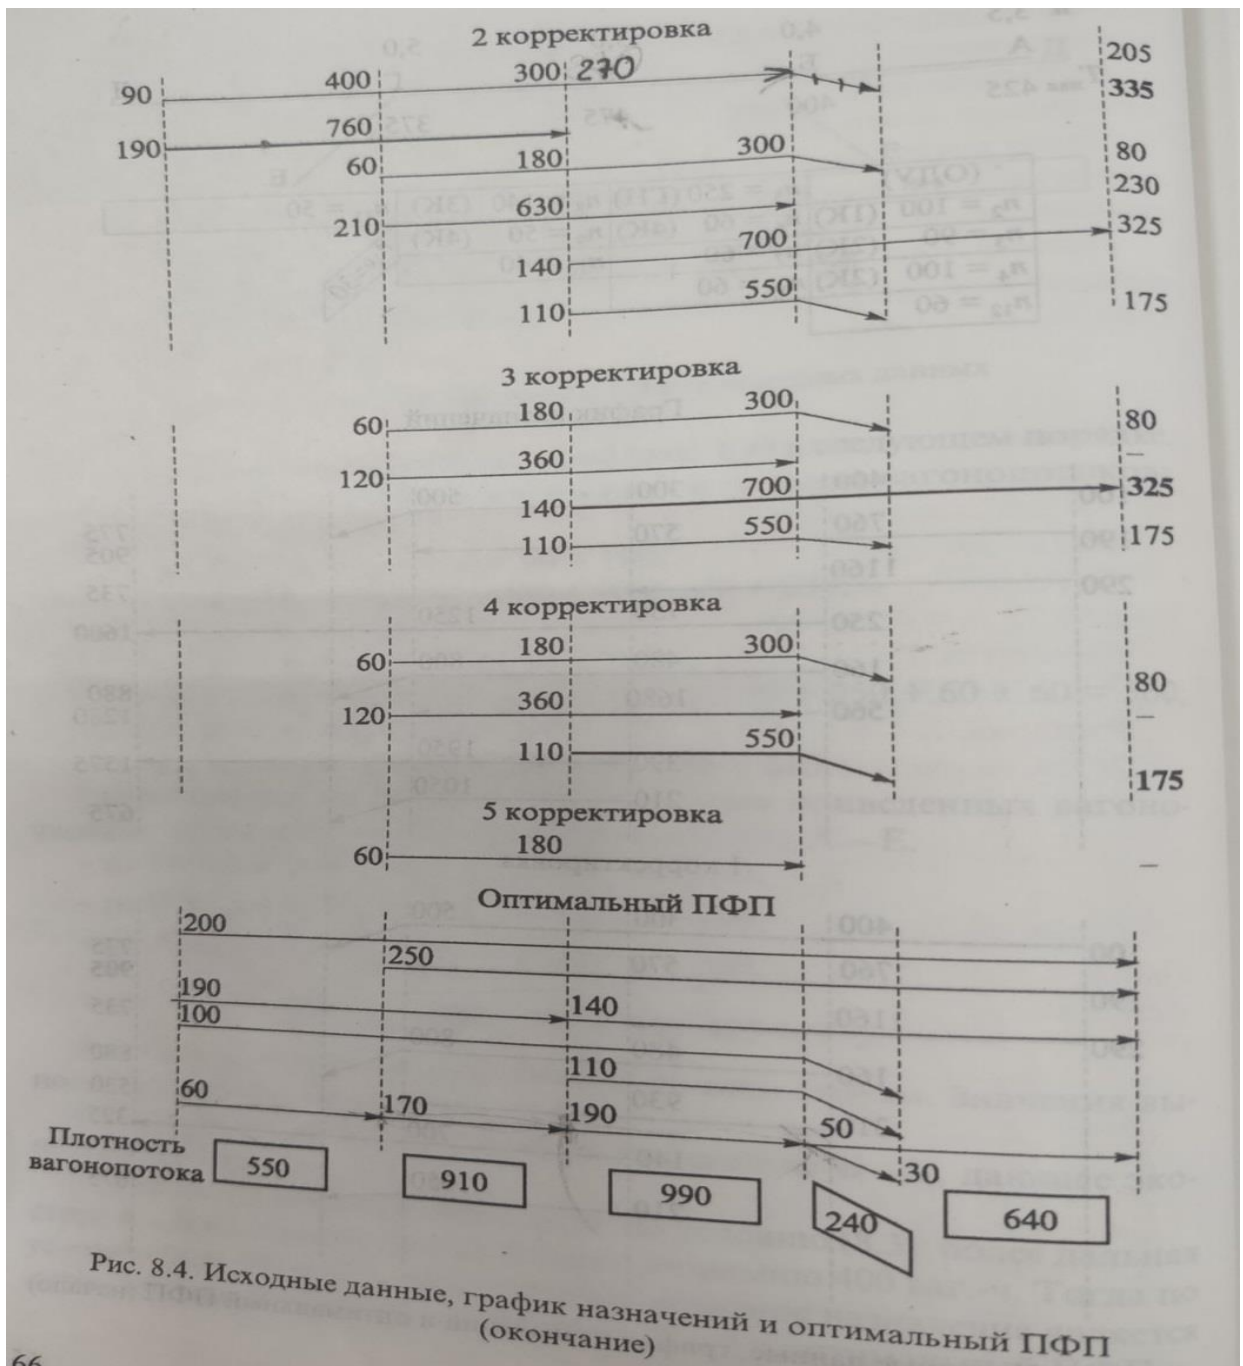 2 корректировка
90 400 300 270 205
335
190 760
60 180 300 80
230
210 630
140 700 325
110 550 175
3 корректировка
60 180 300 80
120 360 –
140 700 325
110 550 175
4 корректировка
60 180 300 80
120 360 –
110 550 175
5 корректировка
60 180 –
Оптимальный ПФП
200
250
190 140
100
110
60 170 190 50
30
Плотность
вагонопотока 550 910 990 240 640
Рис. 8.4. Исходные данные, график назначений и оптимальный ПФП
(окончание)
66